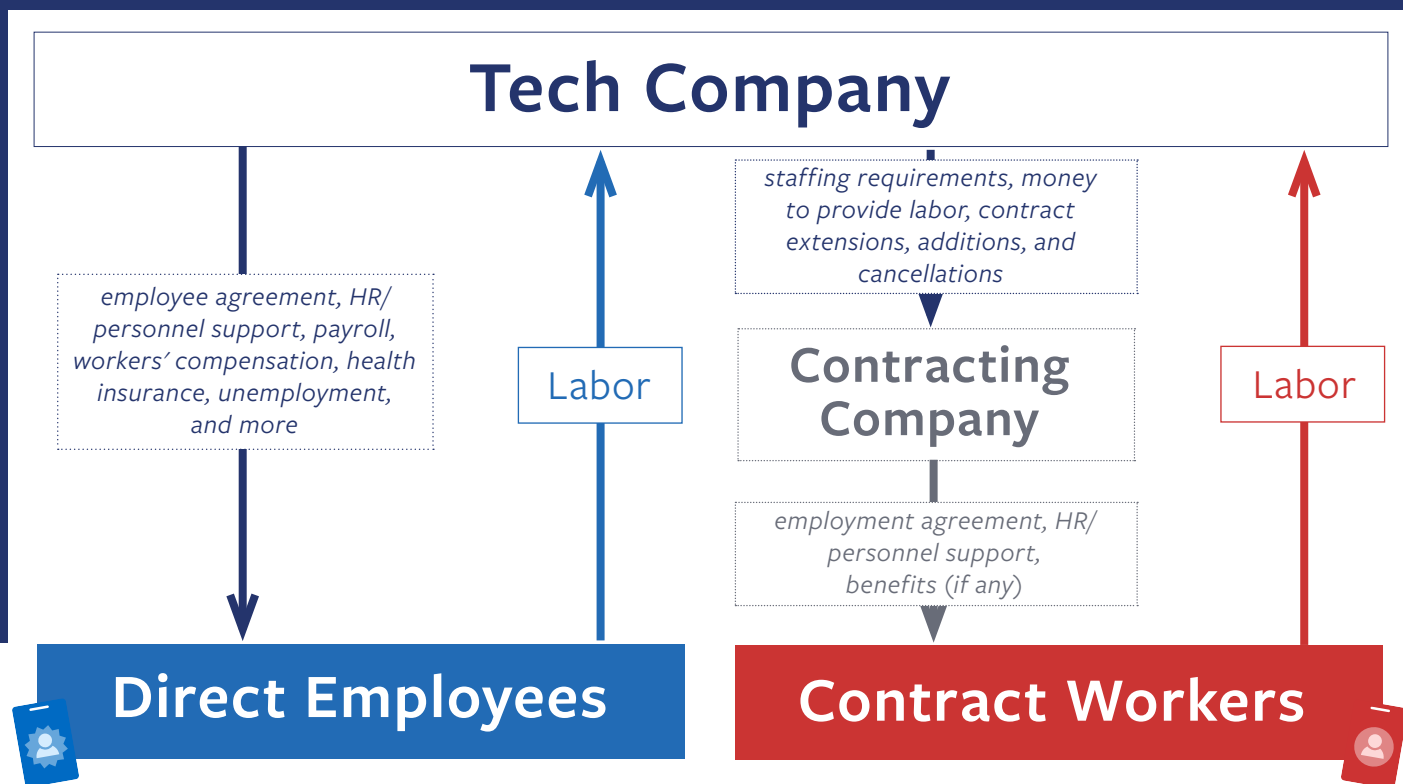 Tech Company
employee agreement, HR/
personnel support, payroll,
workers' compensation, health
insurance, unemployment,
and more
Labor
staffing requirements, money
to provide labor, contract
extensions, additions, and
cancellations
Contracting
Company
employment agreement, HR/
personnel support,
benefits (if any)
Labor
Direct Employees
Contract Workers